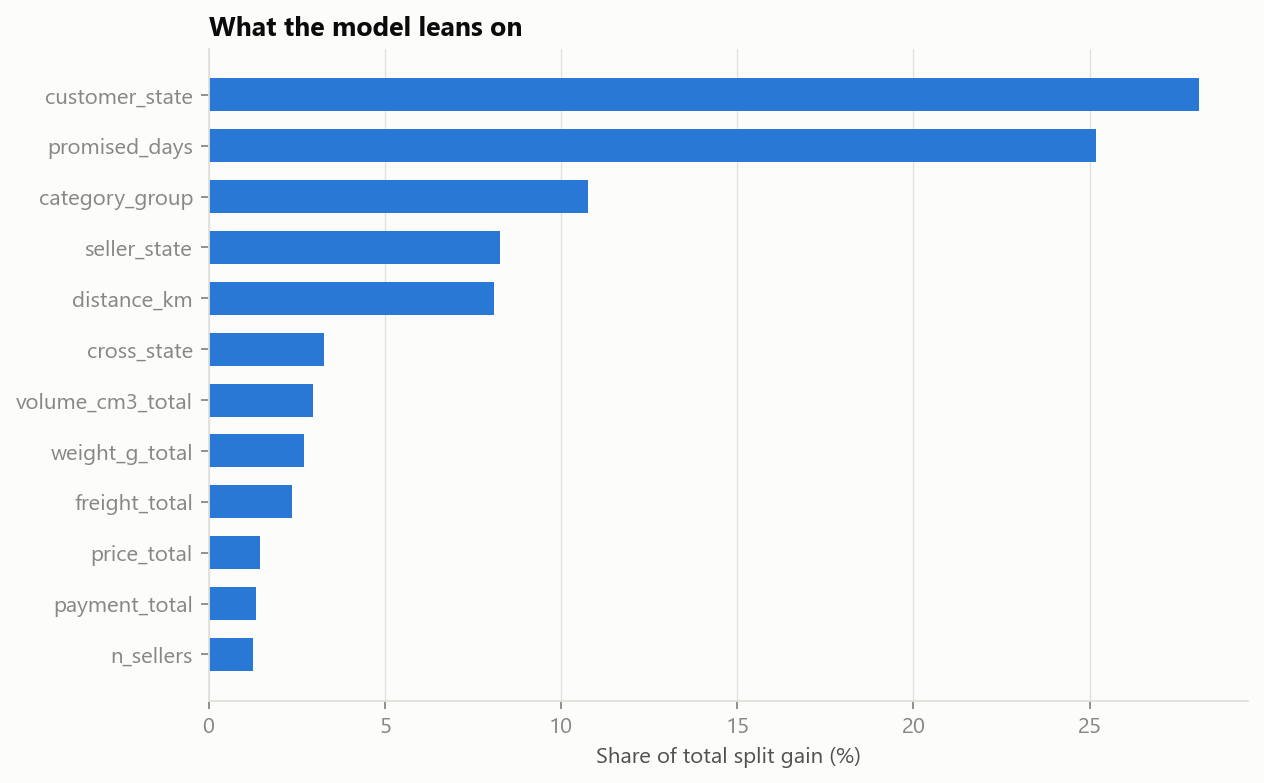 What the model leans on
customer_state
promised_days
category_group
seller_state
distance_km
cross_state
volume_cm3_total
weight_g_total
freight_total
price_total
payment_total
n_sellers
0 5 10 15 20 25
Share of total split gain (%)